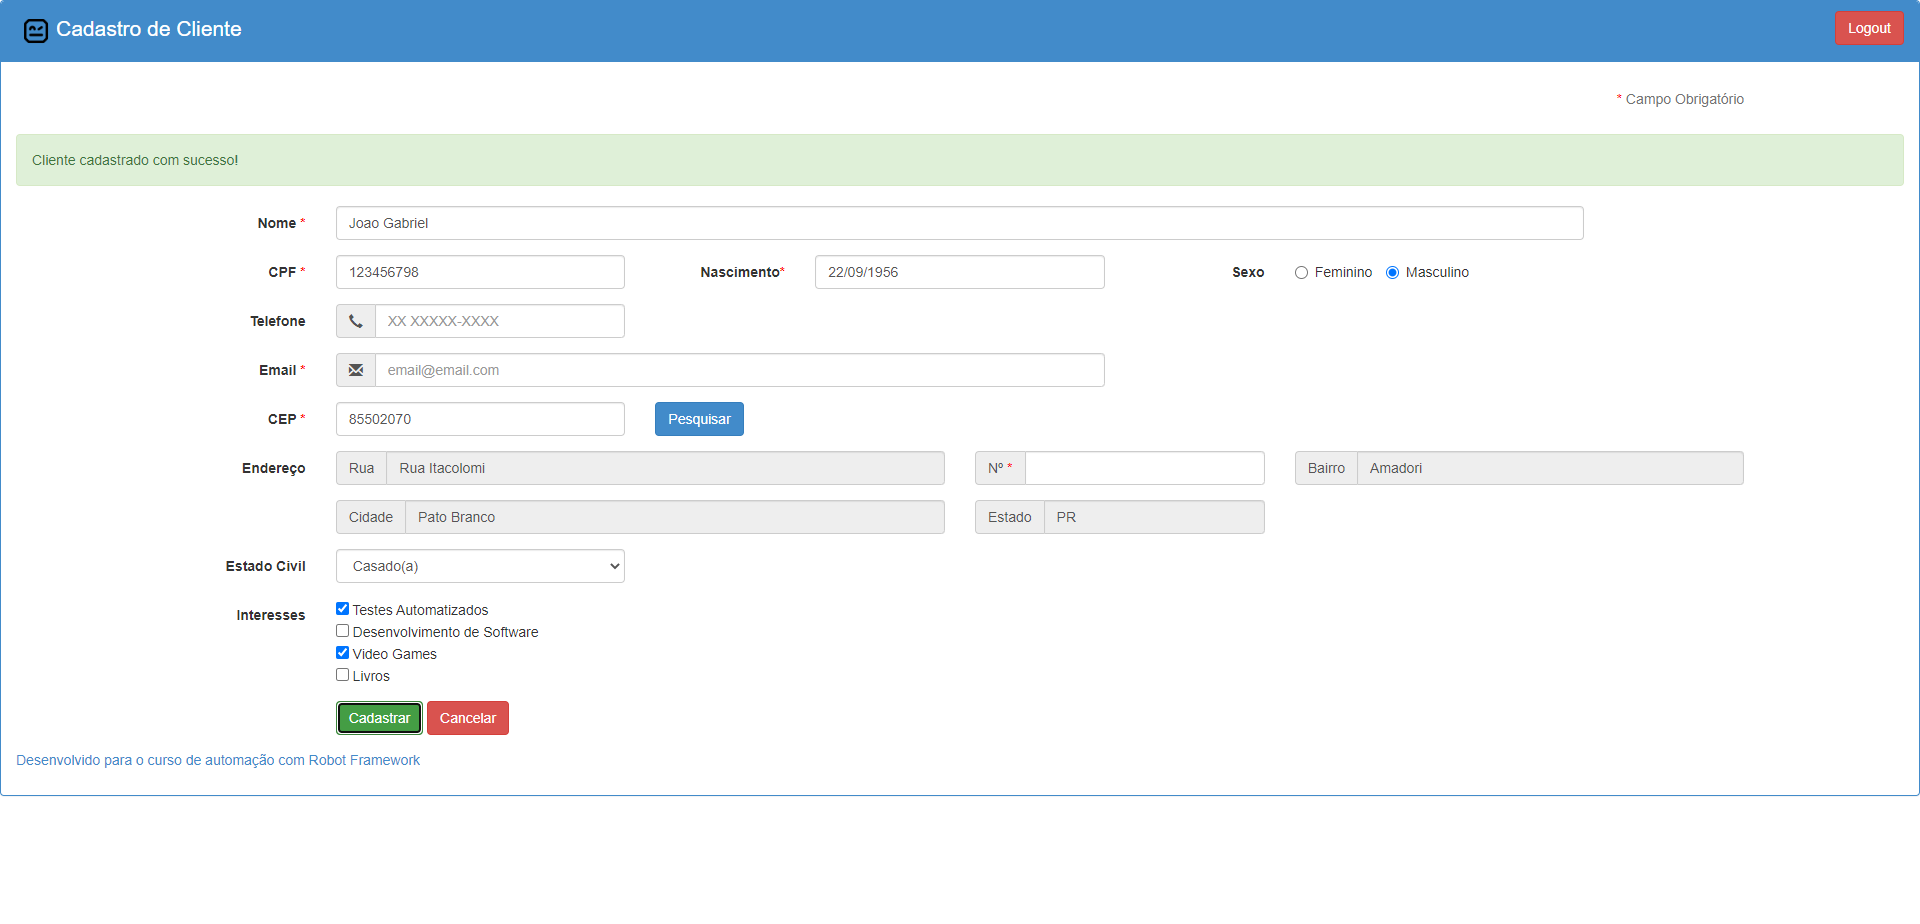 Cadastro de Cliente Logout
* Campo Obrigatório
Cliente cadastrado com sucesso!
Nome * Joao Gabriel
CPF * 123456798 Nascimento* 22/09/1956 Sexo Feminino Masculino
Telefone XX XXXXX-XXXX
Email * email@email.com
CEP * 85502070 Pesquisar
Endereço Rua Rua Itacolomi Nº * Bairro Amadori
Cidade Pato Branco Estado PR
Estado Civil Casado(a)
Interesses Testes Automatizados
Desenvolvimento de Software
Video Games
Livros
Cadastrar Cancelar
Desenvolvido para o curso de automação com Robot Framework